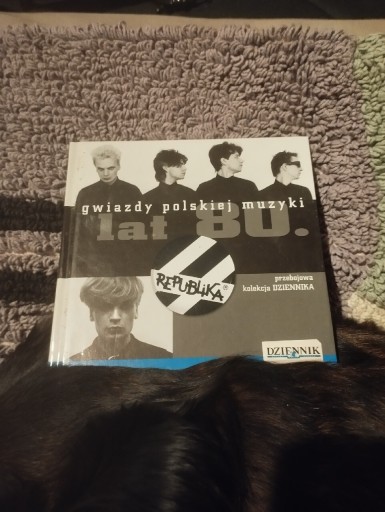 gwiazdy polskiej muzyki
lat 80.
REPUBLIKA®
przebojowa
kolekcja DZIENNIKA
DZIENNIK